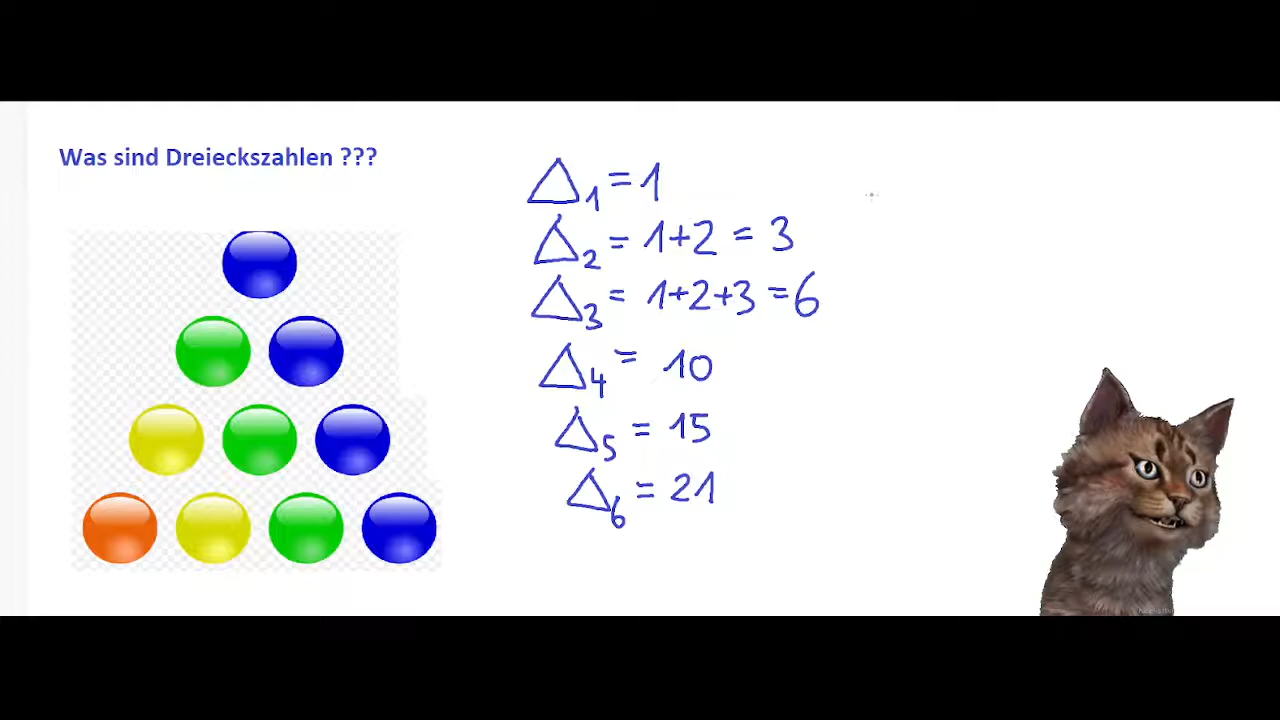 Was sind Dreieckszahlen ???
△₁ = 1
△₂ = 1+2 = 3
△₃ = 1+2+3 = 6
△₄ = 10
△₅ = 15
△₆ = 21